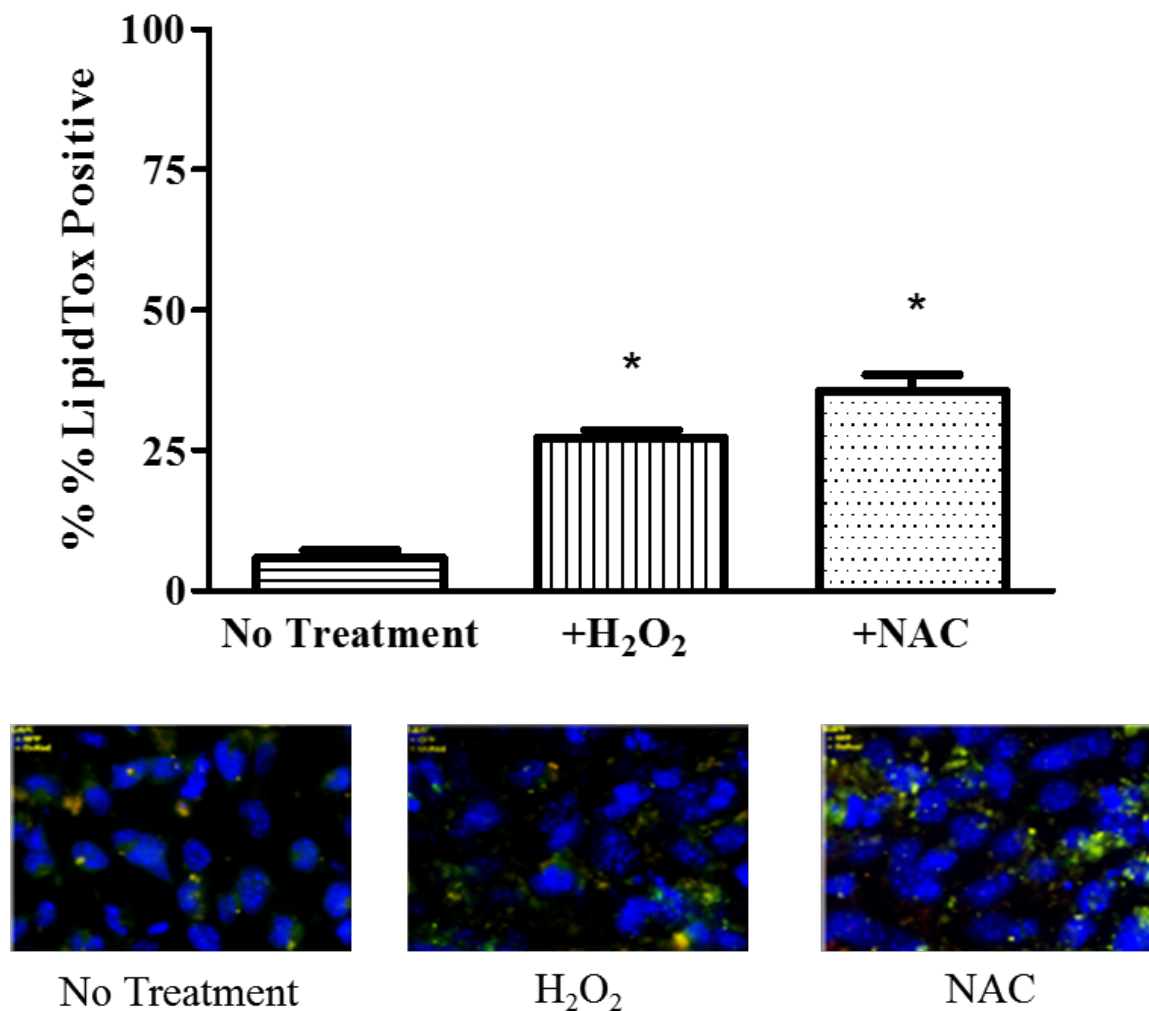 100
75
50
25
0
% % LipidTox Positive
*
*
No Treatment
+H₂O₂
+NAC
No Treatment
H₂O₂
NAC